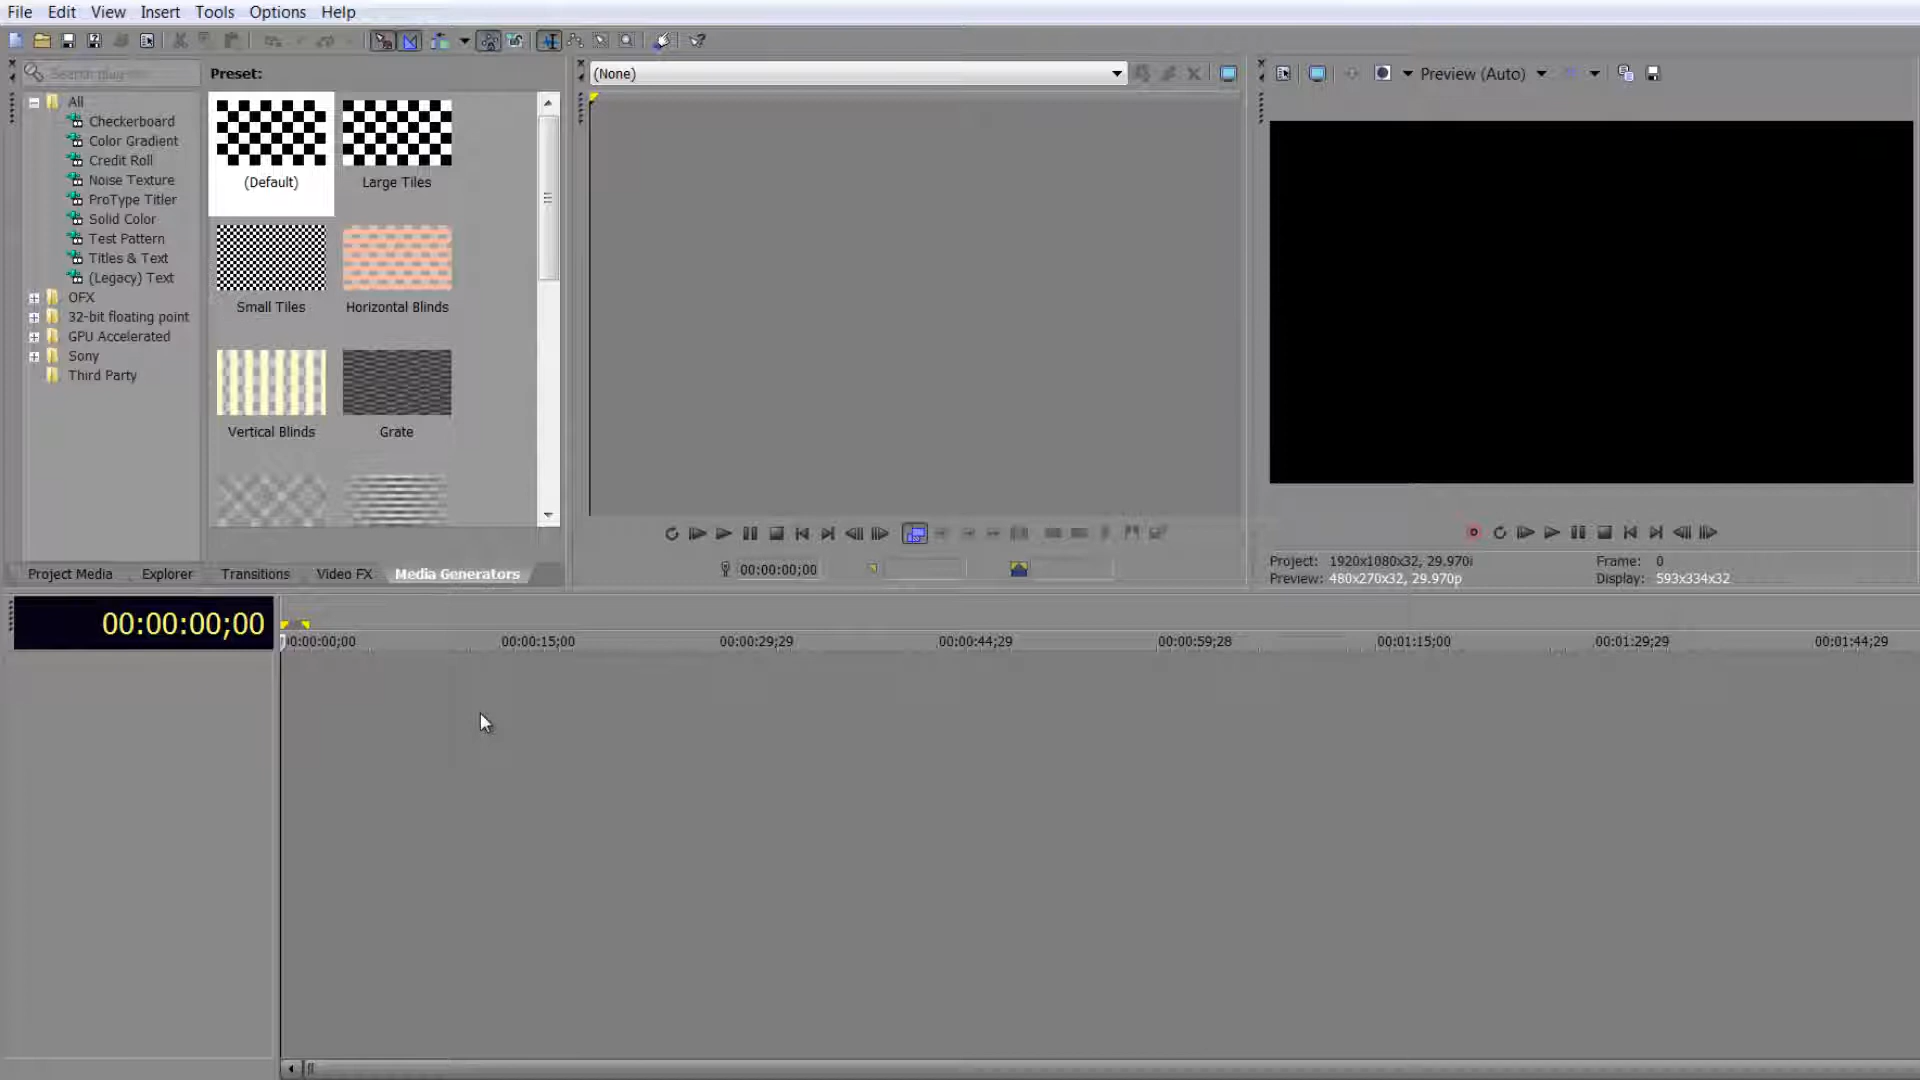 File Edit View Insert Tools Options Help
Search plug-ins
Preset:
(None)
Preview (Auto)
All
Checkerboard
Color Gradient
Credit Roll
Noise Texture
ProType Titler
Solid Color
Test Pattern
Titles & Text
(Legacy) Text
OFX
32-bit floating point
GPU Accelerated
Sony
Third Party
(Default)
Large Tiles
Small Tiles
Horizontal Blinds
Vertical Blinds
Grate
00:00:00;00
Project: 1920x1080x32, 29.970i
Frame: 0
Preview: 480x270x32, 29.970p
Display: 593x334x32
Project Media Explorer Transitions Video FX Media Generators
00:00:00;00
00:00:00;00 00:00:15;00 00:00:29;29 00:00:44;29 00:00:59;28 00:01:15;00 00:01:29;29 00:01:44;29